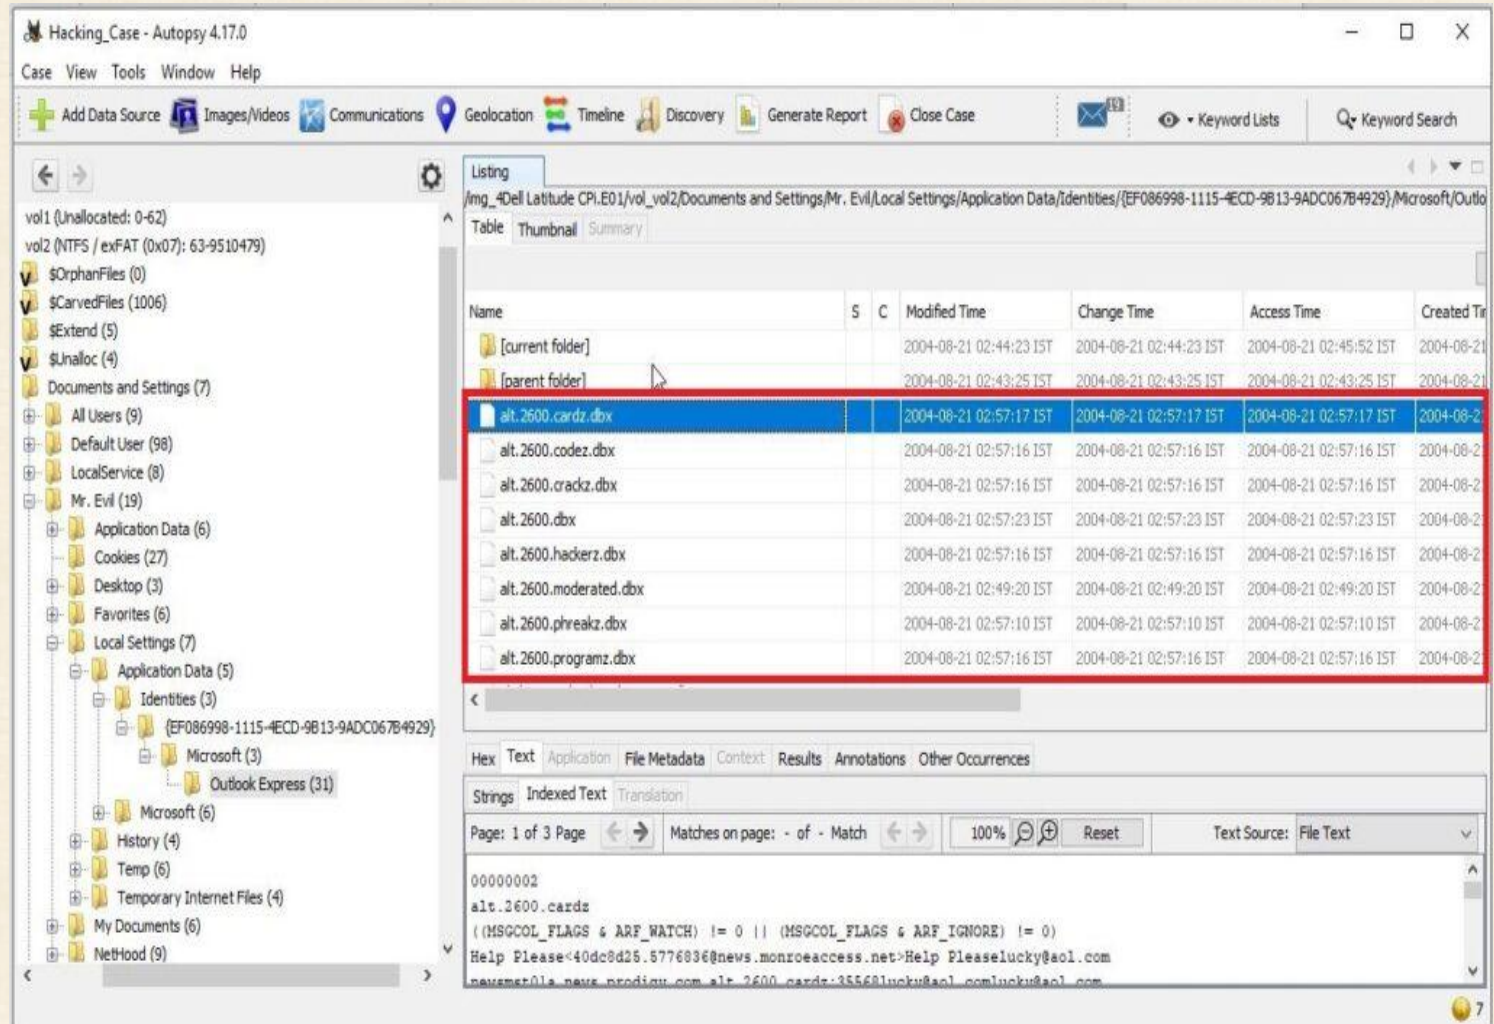 Hacking_Case - Autopsy 4.17.0
Case View Tools Window Help
Add Data Source Images/Videos Communications Geolocation Timeline Discovery Generate Report Close Case Keyword Lists Keyword Search
Listing
/img_4Dell Latitude CPi.E01/vol_vol2/Documents and Settings/Mr. Evil/Local Settings/Application Data/Identities/{EF086998-1115-4ECD-9B13-9ADC067B4929}/Microsoft/Outlo
Table Thumbnail Summary
vol1 (Unallocated: 0-62)
vol2 (NTFS / exFAT (0x07): 63-9510479)
$OrphanFiles (0)
$CarvedFiles (1006)
$Extend (5)
$Unalloc (4)
Documents and Settings (7)
All Users (9)
Default User (98)
LocalService (8)
Mr. Evil (19)
Application Data (6)
Cookies (27)
Desktop (3)
Favorites (6)
Local Settings (7)
Application Data (5)
Identities (3)
{EF086998-1115-4ECD-9B13-9ADC067B4929}
Microsoft (3)
Outlook Express (31)
Microsoft (6)
History (4)
Temp (6)
Temporary Internet Files (4)
My Documents (6)
NetHood (9)
Name S C Modified Time Change Time Access Time Created Tir
[current folder] 2004-08-21 02:44:23 IST 2004-08-21 02:44:23 IST 2004-08-21 02:45:52 IST 2004-08-21
[parent folder] 2004-08-21 02:43:25 IST 2004-08-21 02:43:25 IST 2004-08-21 02:43:25 IST 2004-08-21
alt.2600.cardz.dbx 2004-08-21 02:57:17 IST 2004-08-21 02:57:17 IST 2004-08-21 02:57:17 IST 2004-08-2
alt.2600.codez.dbx 2004-08-21 02:57:16 IST 2004-08-21 02:57:16 IST 2004-08-21 02:57:16 IST 2004-08-2
alt.2600.crackz.dbx 2004-08-21 02:57:16 IST 2004-08-21 02:57:16 IST 2004-08-21 02:57:16 IST 2004-08-2
alt.2600.dbx 2004-08-21 02:57:23 IST 2004-08-21 02:57:23 IST 2004-08-21 02:57:23 IST 2004-08-2
alt.2600.hackerz.dbx 2004-08-21 02:57:16 IST 2004-08-21 02:57:16 IST 2004-08-21 02:57:16 IST 2004-08-2
alt.2600.moderated.dbx 2004-08-21 02:49:20 IST 2004-08-21 02:49:20 IST 2004-08-21 02:49:20 IST 2004-08-2
alt.2600.phreakz.dbx 2004-08-21 02:57:10 IST 2004-08-21 02:57:10 IST 2004-08-21 02:57:10 IST 2004-08-2
alt.2600.programz.dbx 2004-08-21 02:57:16 IST 2004-08-21 02:57:16 IST 2004-08-21 02:57:16 IST 2004-08-2
Hex Text Application File Metadata Context Results Annotations Other Occurrences
Strings Indexed Text Translation
Page: 1 of 3 Page Matches on page: - of - Match 100% Reset Text Source: File Text
00000002
alt.2600.cardz
((MSGCOL_FLAGS & ARF_WATCH) != 0 || (MSGCOL_FLAGS & ARF_IGNORE) != 0)
Help Please<40dc8d25.5776836@news.monroeaccess.net>Help Pleaselucky@aol.com
newsmst01a.news.prodigy.com alt.2600.cardz:35568lucky@aol.comlucky@aol.com
7